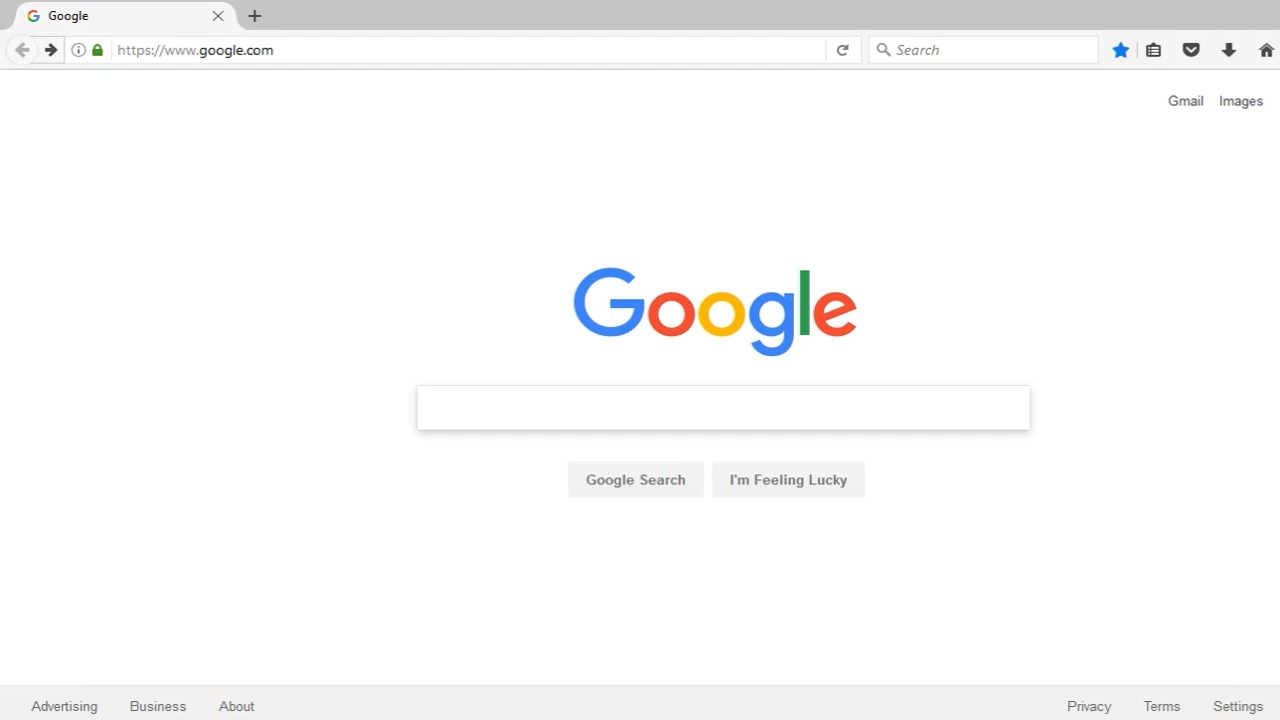 Google
https://www.google.com
Search
Gmail Images
Google
Google Search I'm Feeling Lucky
Advertising Business About Privacy Terms Settings